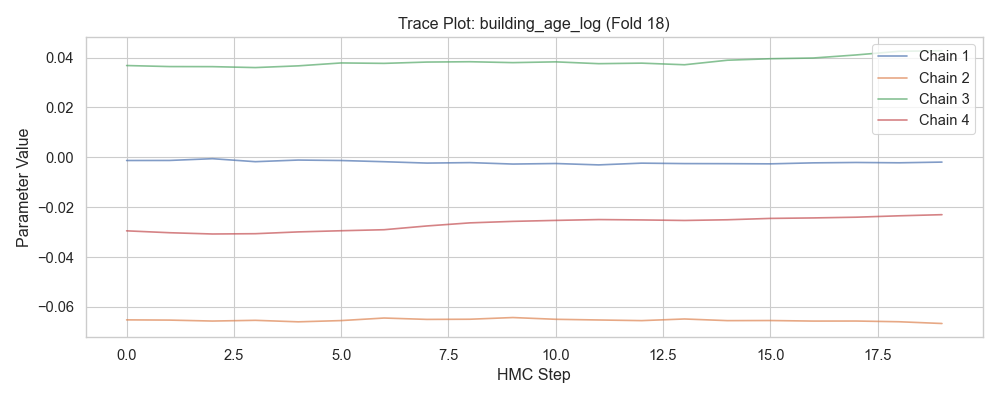 Trace Plot: building_age_log (Fold 18)
Parameter Value
0.04
0.02
0.00
−0.02
−0.04
−0.06
Chain 1
Chain 2
Chain 3
Chain 4
0.0 2.5 5.0 7.5 10.0 12.5 15.0 17.5
HMC Step